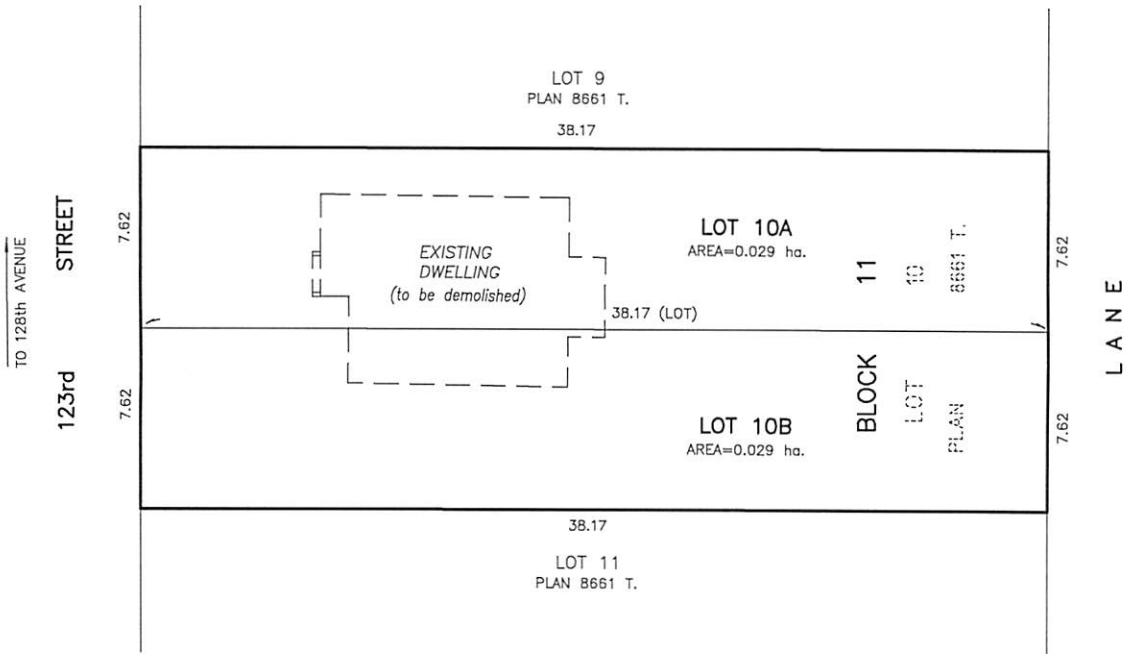 LOT 9
PLAN 8661 T.
38.17
TO 128th AVENUE
123rd STREET
7.62
7.62
EXISTING
DWELLING
(to be demolished)
LOT 10A
AREA=0.029 ha.
38.17 (LOT)
LOT 10B
AREA=0.029 ha.
BLOCK 11
LOT 10
PLAN 8661 T.
7.62
7.62
LANE
38.17
LOT 11
PLAN 8661 T.